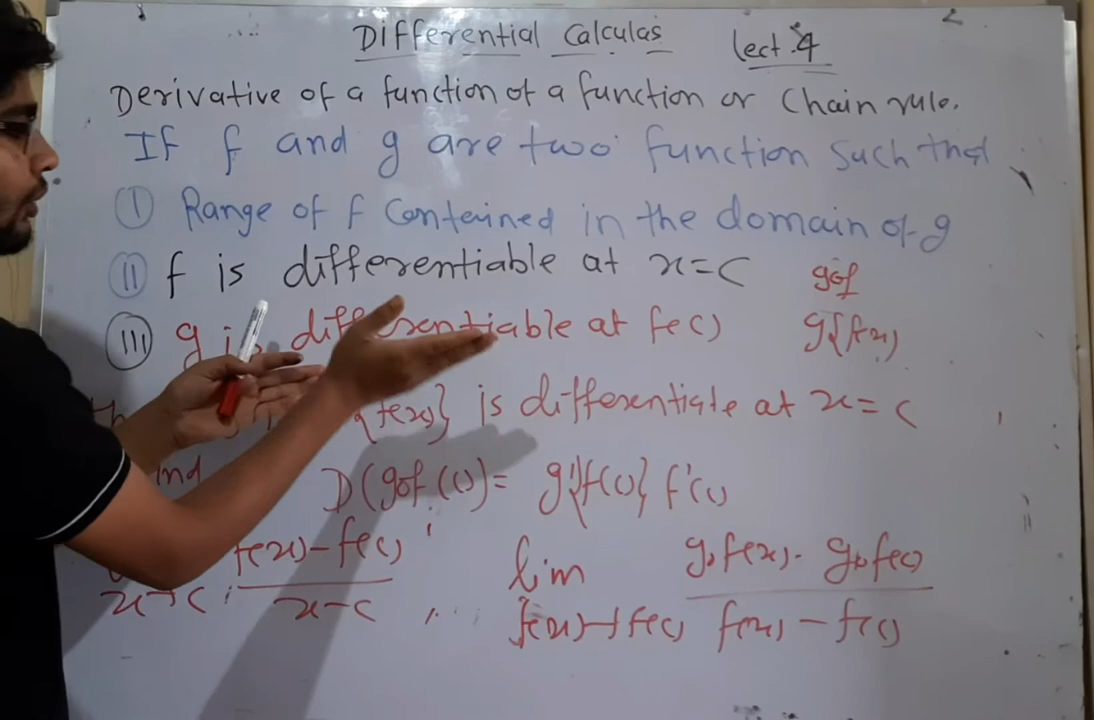 Differential Calculas Lect. 4
Derivative of a function of a function or Chain rule.
If f and g are two function such that
(I) Range of f Contained in the domain of g
(II) f is differentiable at x=c gof
(III) g is differentiable at f(c) g{f(x)}
{f(x)} is differentiate at x=c
D(gof(c))= g'{f(c)} f'(c)
x→c f(x)-f(c) / x-c lim f(x)→f(c) gof(x)-gof(c) / f(x)-f(c)